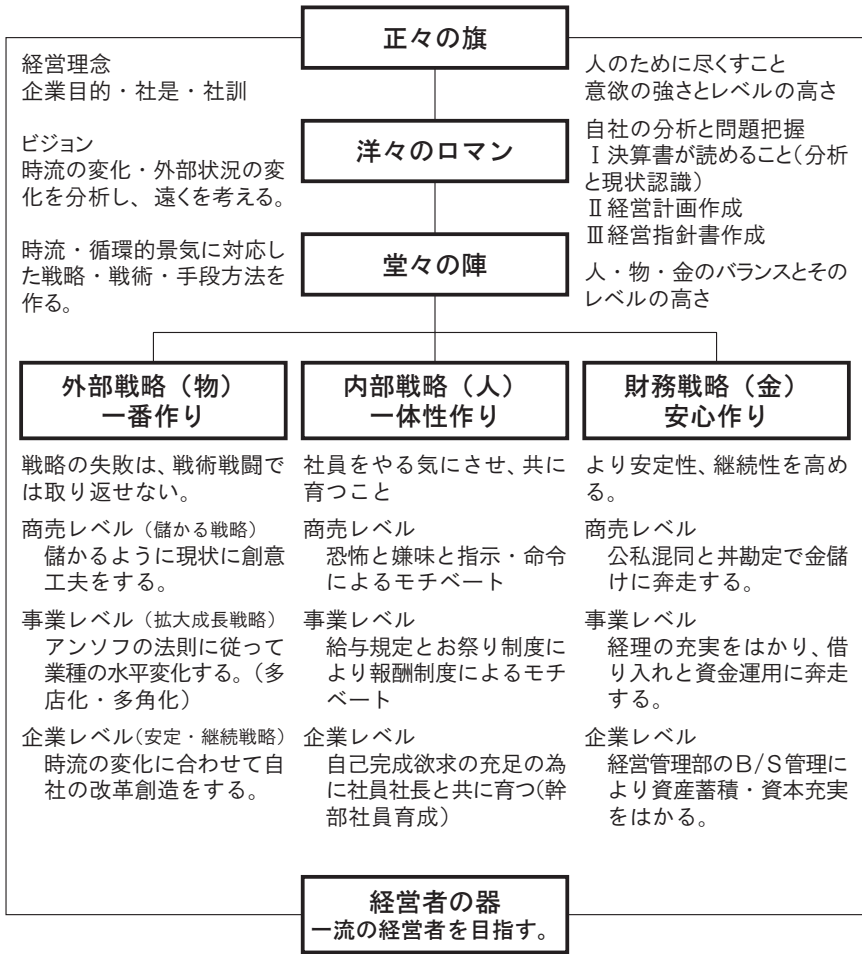 正々の旗
経営理念
企業目的・社是・社訓
人のために尽くすこと
意欲の強さとレベルの高さ
ビジョン
時流の変化・外部状況の変
化を分析し、遠くを考える。
洋々のロマン
自社の分析と問題把握
Ⅰ決算書が読めること(分析
と現状認識)
Ⅱ経営計画作成
Ⅲ経営指針書作成
時流・循環的景気に対応し
た戦略・戦術・手段方法を
作る。
堂々の陣
人・物・金のバランスとその
レベルの高さ
外部戦略(物)
一番作り
戦略の失敗は、戦術戦闘で
は取り返せない。
商売レベル(儲かる戦略)
儲かるように現状に創意
工夫をする。
事業レベル(拡大成長戦略)
アンソフの法則に従って
業種の水平変化する。(多
店化・多角化)
企業レベル(安定・継続戦略)
時流の変化に合わせて自
社の改革創造をする。
内部戦略(人)
一体性作り
社員をやる気にさせ、共に
育つこと
商売レベル
恐怖と嫌味と指示・命令
によるモチベート
事業レベル
給与規定とお祭り制度に
より報酬制度によるモチ
ベート
企業レベル
自己完成欲求の充足の為
に社員社長と共に育つ(幹
部社員育成)
財務戦略(金)
安心作り
より安定性、継続性を高め
る。
商売レベル
公私混同と丼勘定で金儲
けに奔走する。
事業レベル
経理の充実をはかり、借
り入れと資金運用に奔走
する。
企業レベル
経営管理部のB/S管理に
より資産蓄積・資本充実
をはかる。
経営者の器
一流の経営者を目指す。